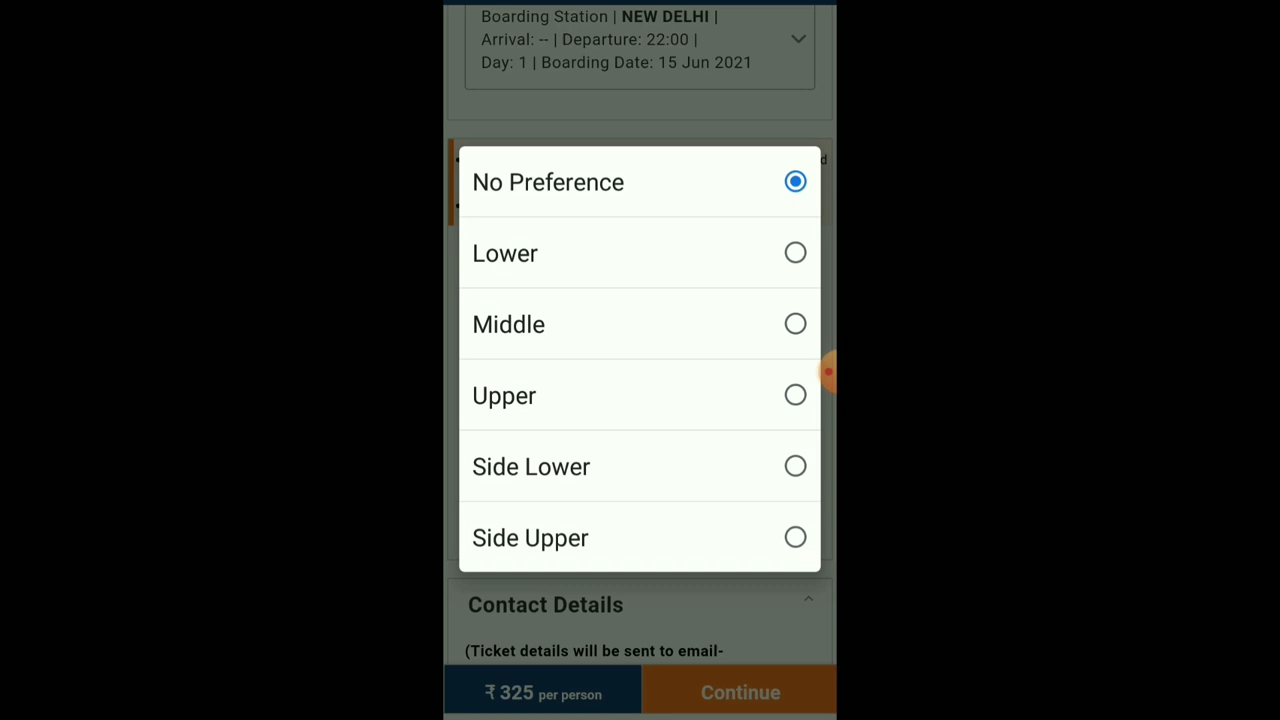 Boarding Station | NEW DELHI |
Arrival: -- | Departure: 22:00 |
Day: 1 | Boarding Date: 15 Jun 2021
No Preference
Lower
Middle
Upper
Side Lower
Side Upper
Contact Details
(Ticket details will be sent to email-
₹ 325 per person
Continue